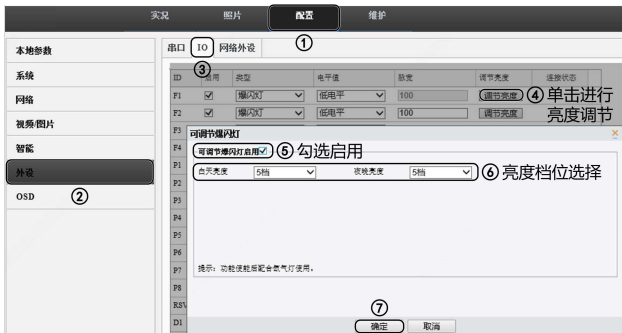 实况 照片 配置 维护
①
本地参数
系统
网络
视频/图片
智能
外设
OSD ②
串口 IO 网络外设
③
ID 启用 类型 电平值 脉宽 调节亮度 连接状态
F1 爆闪灯 低电平 100 调节亮度 ④ 单击进行
亮度调节
F2 爆闪灯 低电平 100 调节亮度
F3
F4
P1
P2
P3
P4
P5
P6
P7
P8
RSV
D1
可调节爆闪灯 ×
可调节爆闪灯启用 ⑤ 勾选启用
白天亮度 5档 夜晚亮度 5档 ⑥ 亮度档位选择
提示：功能使能后配合氙气灯使用。
⑦
确定 取消